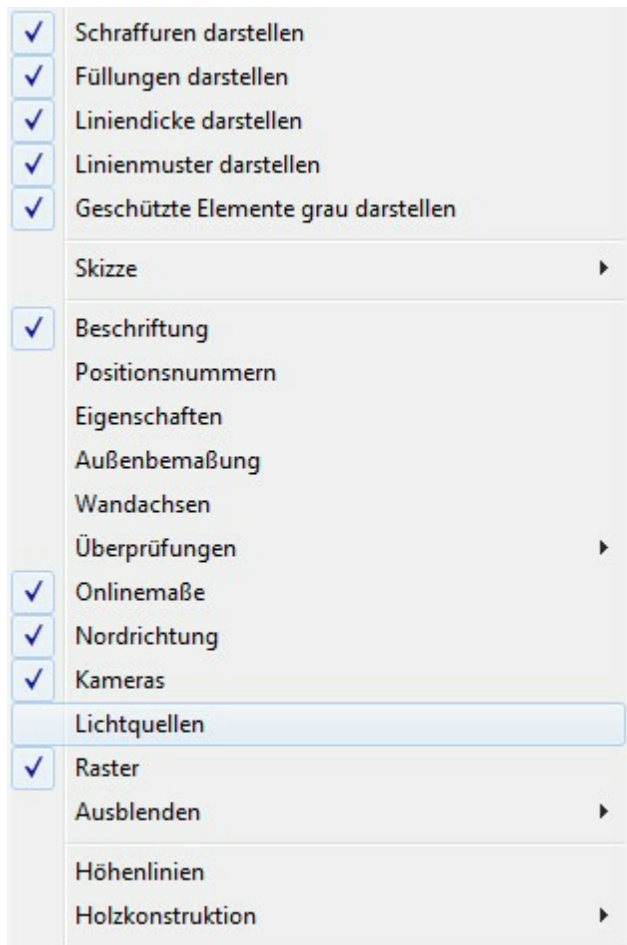 Schraffuren darstellen
Füllungen darstellen
Liniendicke darstellen
Linienmuster darstellen
Geschützte Elemente grau darstellen
Skizze
Beschriftung
Positionsnummern
Eigenschaften
Außenbemaßung
Wandachsen
Überprüfungen
Onlinemaße
Nordrichtung
Kameras
Lichtquellen
Raster
Ausblenden
Höhenlinien
Holzkonstruktion